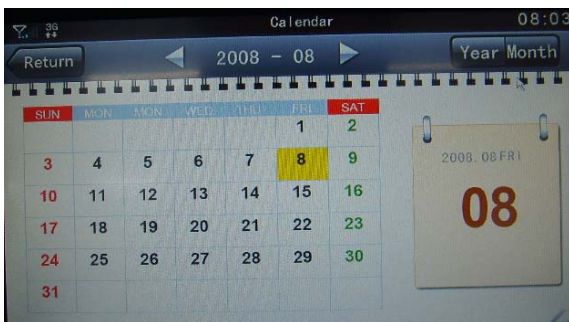 3G
Calendar
08:03
Return
2008 - 08
Year Month
SUN MON MON WED THU FRI SAT
1 2
3 4 5 6 7 8 9
10 11 12 13 14 15 16
17 18 19 20 21 22 23
24 25 26 27 28 29 30
31
2008.08FRI
08